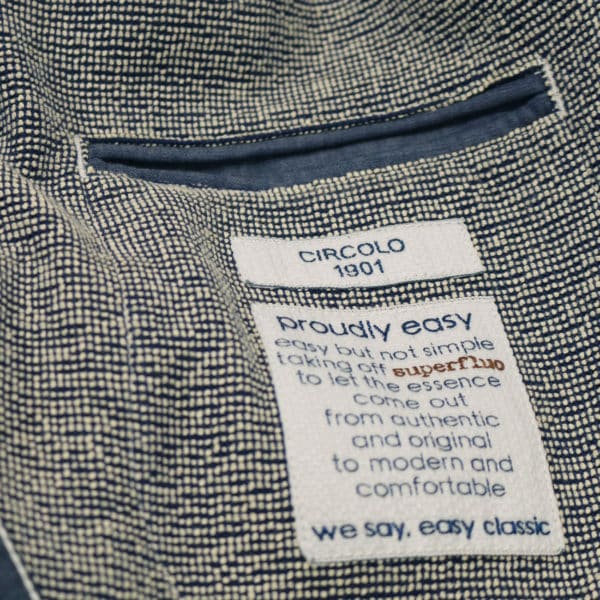 CIRCOLO
1901
proudly easy
easy but not simple
taking off superfluo
to let the essence
come out
from authentic
and original
to modern and
comfortable
we say, easy classic